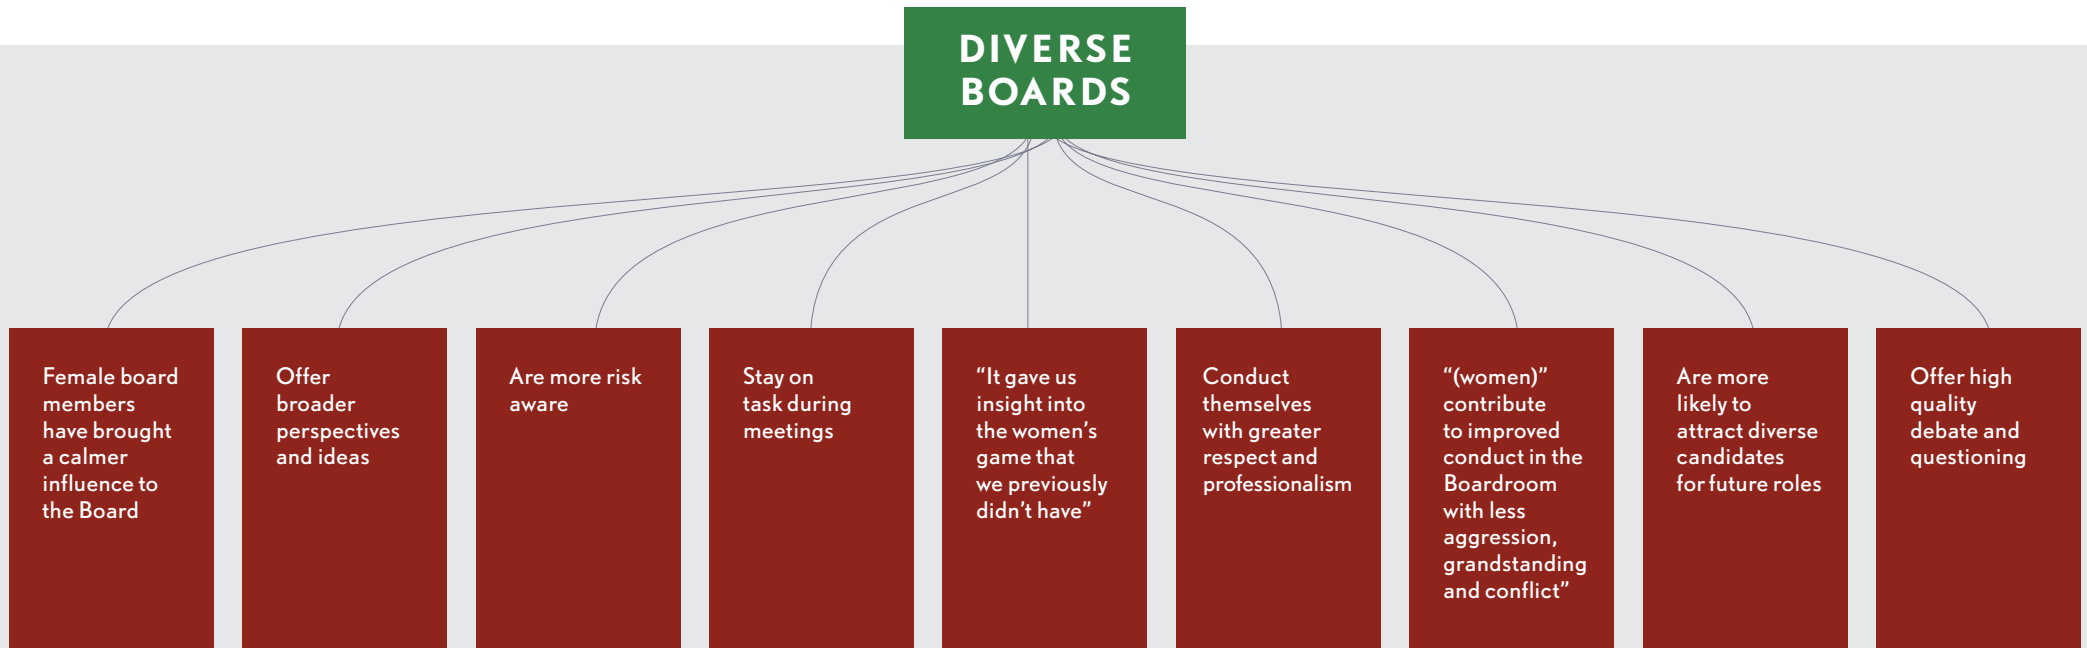 DIVERSE
BOARDS
Female board
members
have brought
a calmer
influence to
the Board
Offer
broader
perspectives
and ideas
Are more risk
aware
Stay on
task during
meetings
“It gave us
insight into
the women’s
game that
we previously
didn’t have”
Conduct
themselves
with greater
respect and
professionalism
“(women)”
contribute
to improved
conduct in the
Boardroom
with less
aggression,
grandstanding
and conflict”
Are more
likely to
attract diverse
candidates
for future roles
Offer high
quality
debate and
questioning